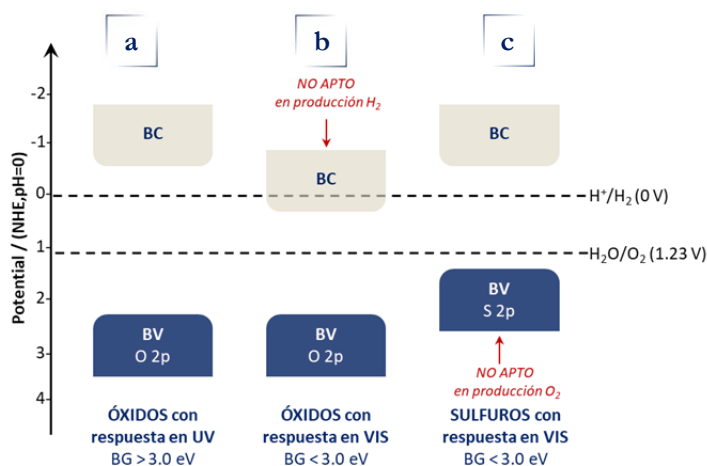 a
b
c
NO APTO
en producción H₂
Potential / (NHE,pH=0)
-2
-1
0
1
2
3
4
BC
BC
BC
H⁺/H₂ (0 V)
H₂O/O₂ (1.23 V)
BV
O 2p
BV
O 2p
BV
S 2p
NO APTO
en producción O₂
ÓXIDOS con
respuesta en UV
BG > 3.0 eV
ÓXIDOS con
respuesta en VIS
BG < 3.0 eV
SULFUROS con
respuesta en VIS
BG < 3.0 eV